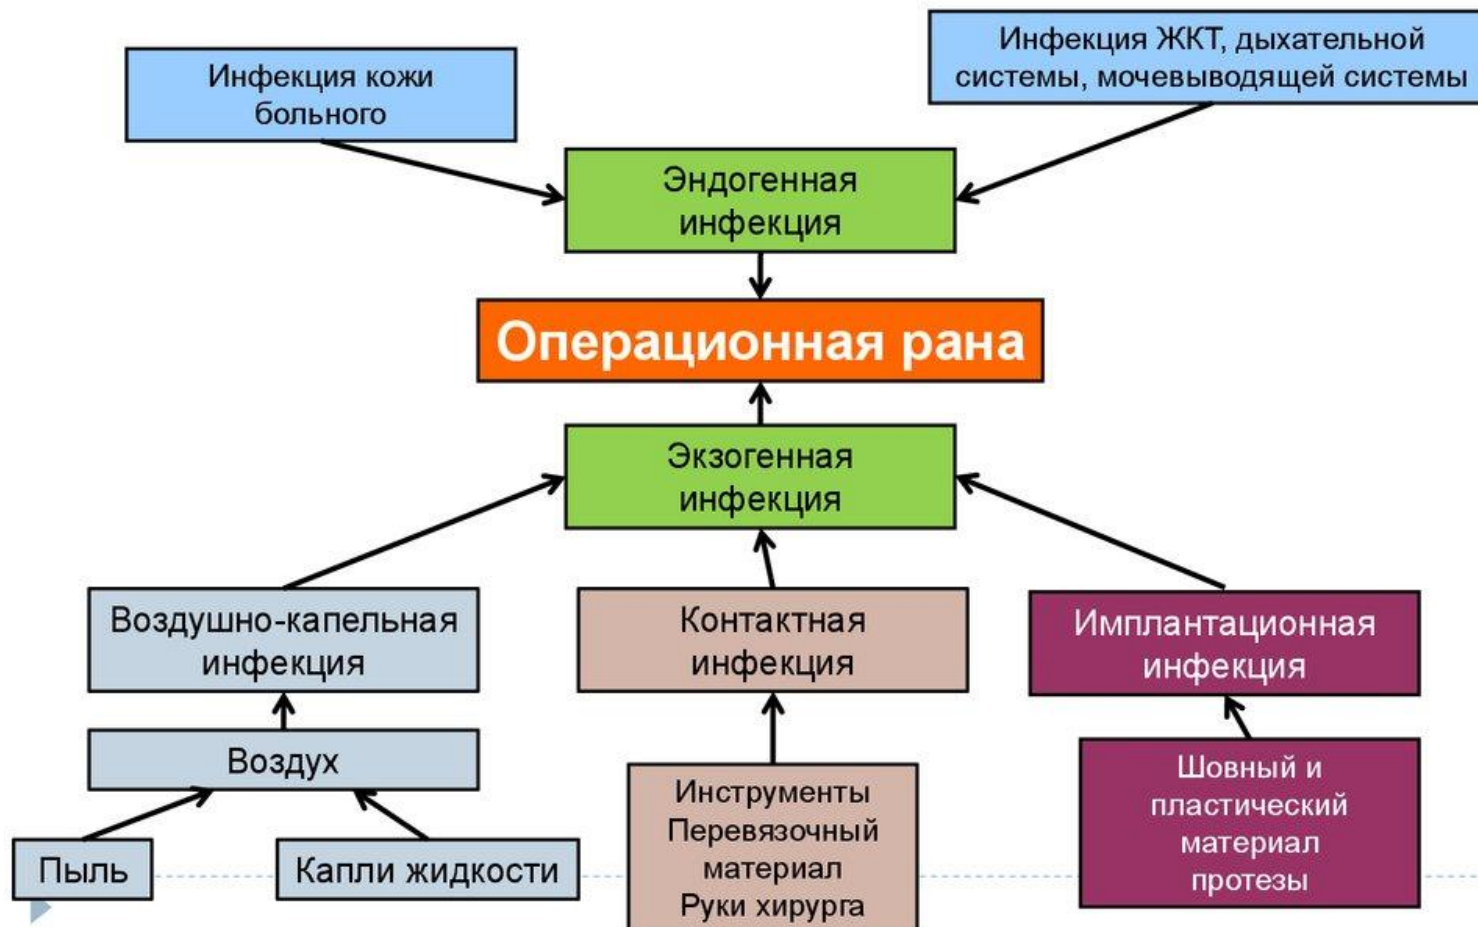 Инфекция кожи
больного
Инфекция ЖКТ, дыхательной
системы, мочевыводящей системы
Эндогенная
инфекция
Операционная рана
Экзогенная
инфекция
Воздушно-капельная
инфекция
Контактная
инфекция
Имплантационная
инфекция
Воздух
Пыль
Капли жидкости
Инструменты
Перевязочный
материал
Руки хирурга
Шовный и
пластический
материал
протезы